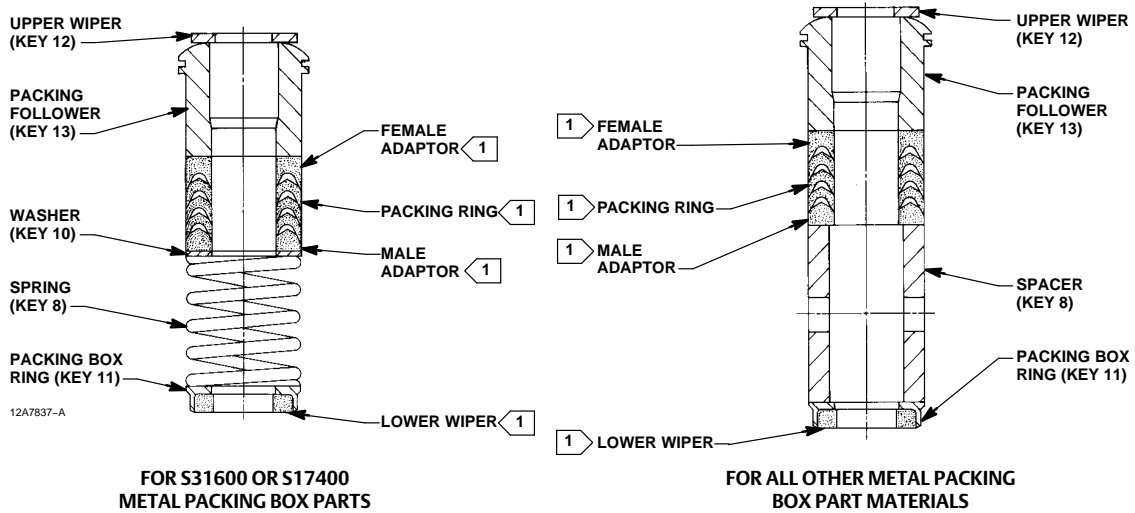 UPPER WIPER
(KEY 12)
PACKING
FOLLOWER
(KEY 13)
WASHER
(KEY 10)
SPRING
(KEY 8)
PACKING BOX
RING (KEY 11)
12A7837–A
FEMALE
ADAPTOR 1
PACKING RING 1
MALE
ADAPTOR 1
LOWER WIPER 1
FOR S31600 OR S17400
METAL PACKING BOX PARTS
1 FEMALE
ADAPTOR
1 PACKING RING
1 MALE
ADAPTOR
1 LOWER WIPER
UPPER WIPER
(KEY 12)
PACKING
FOLLOWER
(KEY 13)
SPACER
(KEY 8)
PACKING BOX
RING (KEY 11)
FOR ALL OTHER METAL PACKING
BOX PART MATERIALS